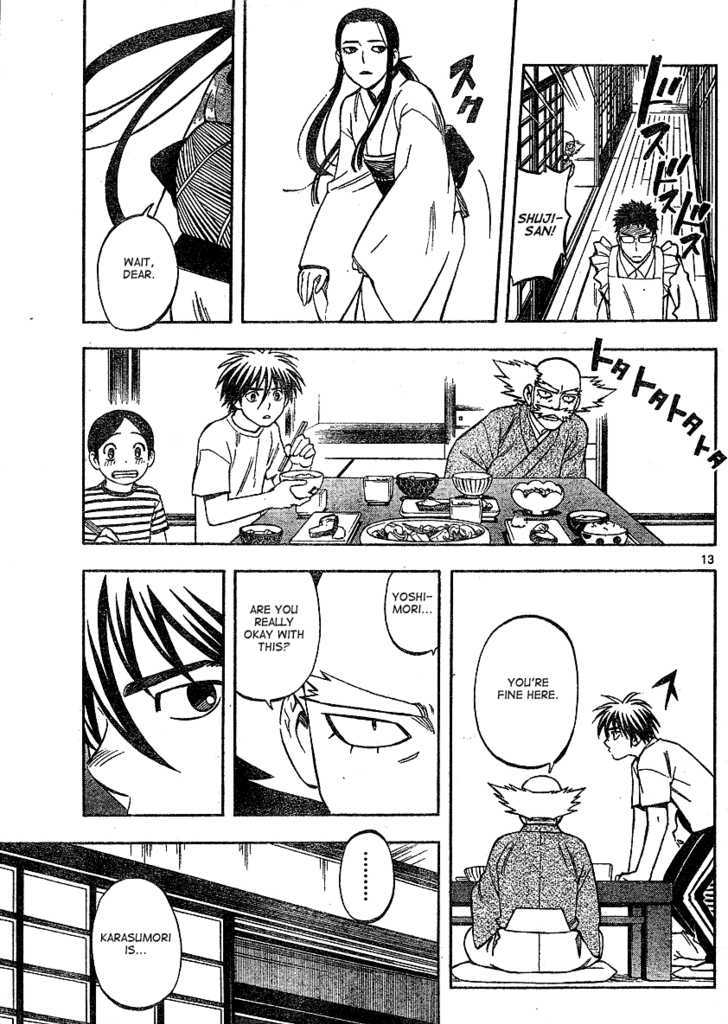 ドスドスドス
SHUJI-
SAN!
スク
WAIT,
DEAR.
トタトタトタトタ
13
YOU'RE
FINE HERE.
YOSHI-
MORI...
ARE YOU
REALLY
OKAY WITH
THIS?
........
KARASUMORI
IS...